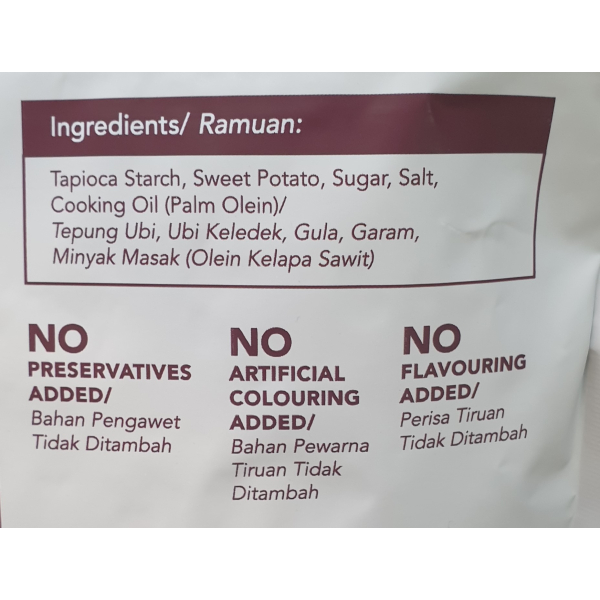 Ingredients/ Ramuan:
Tapioca Starch, Sweet Potato, Sugar, Salt,
Cooking Oil (Palm Olein)/
Tepung Ubi, Ubi Keledek, Gula, Garam,
Minyak Masak (Olein Kelapa Sawit)
NO
PRESERVATIVES
ADDED/
Bahan Pengawet
Tidak Ditambah
NO
ARTIFICIAL
COLOURING
ADDED/
Bahan Pewarna
Tiruan Tidak
Ditambah
NO
FLAVOURING
ADDED/
Perisa Tiruan
Tidak Ditambah